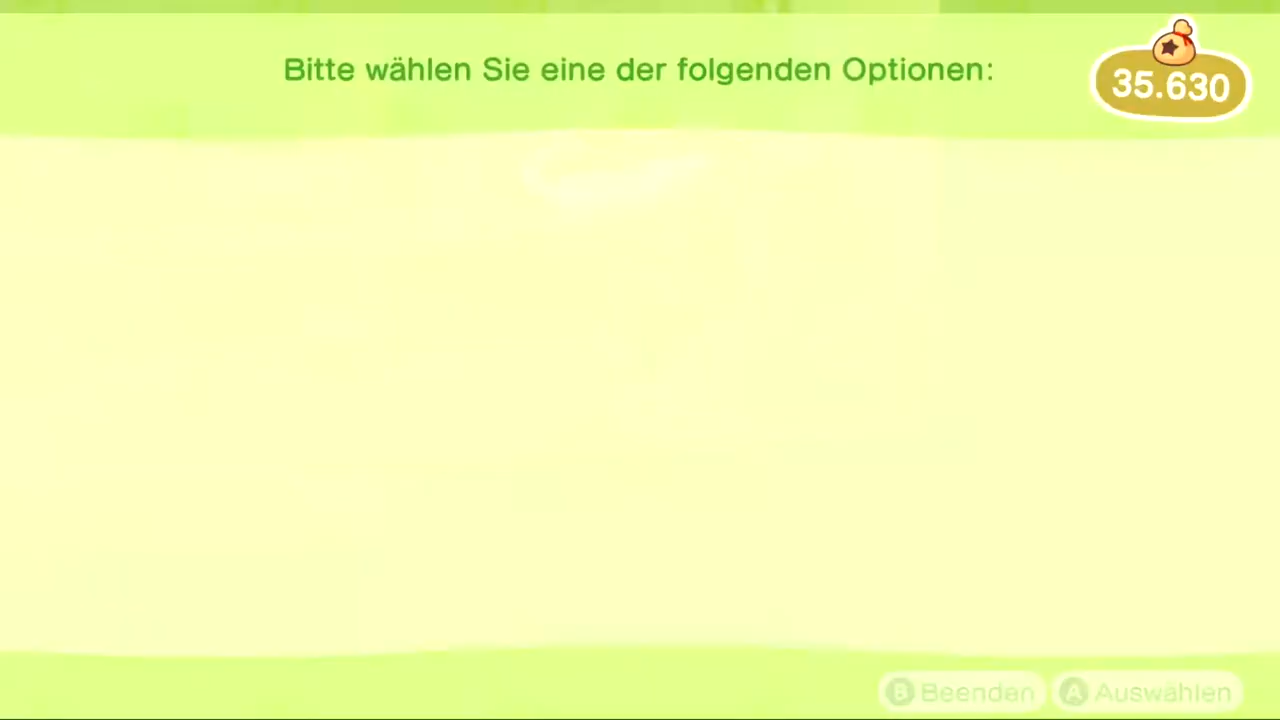 Bitte wählen Sie eine der folgenden Optionen:
35.630
B Beenden A Auswählen